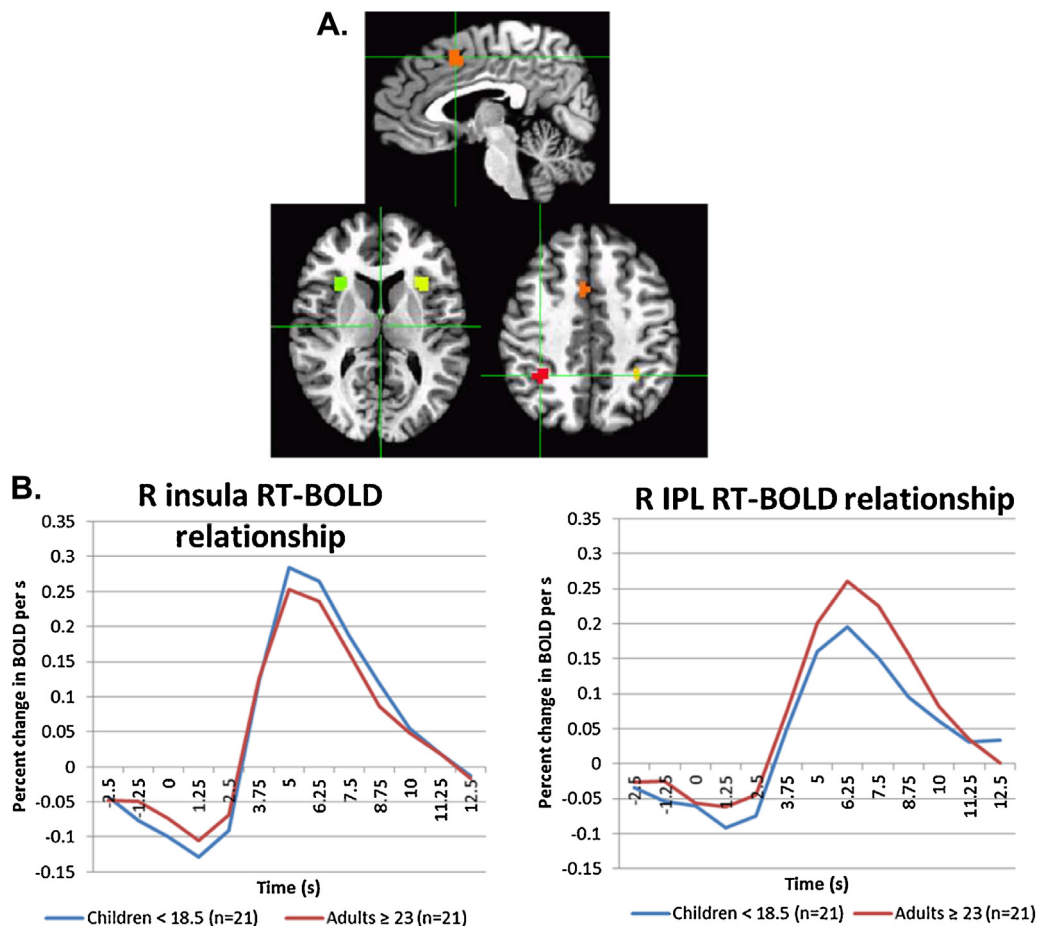 A.
B.
R insula RT-BOLD
relationship
Percent change in BOLD per s
0.35
0.3
0.25
0.2
0.15
0.1
0.05
0
-0.05
-0.1
-0.15
-2.5 -1.25 0 1.25 2.5 3.75 5 6.25 7.5 8.75 10 11.25 12.5
Time (s)
Children < 18.5 (n=21) Adults ≥ 23 (n=21)
R IPL RT-BOLD relationship
Percent change in BOLD per s
0.35
0.3
0.25
0.2
0.15
0.1
0.05
0
-0.05
-0.1
-0.15
-2.5 -1.25 0 1.25 2.5 3.75 5 6.25 7.5 8.75 10 11.25 12.5
Time (s)
Children < 18.5 (n=21) Adults ≥ 23 (n=21)